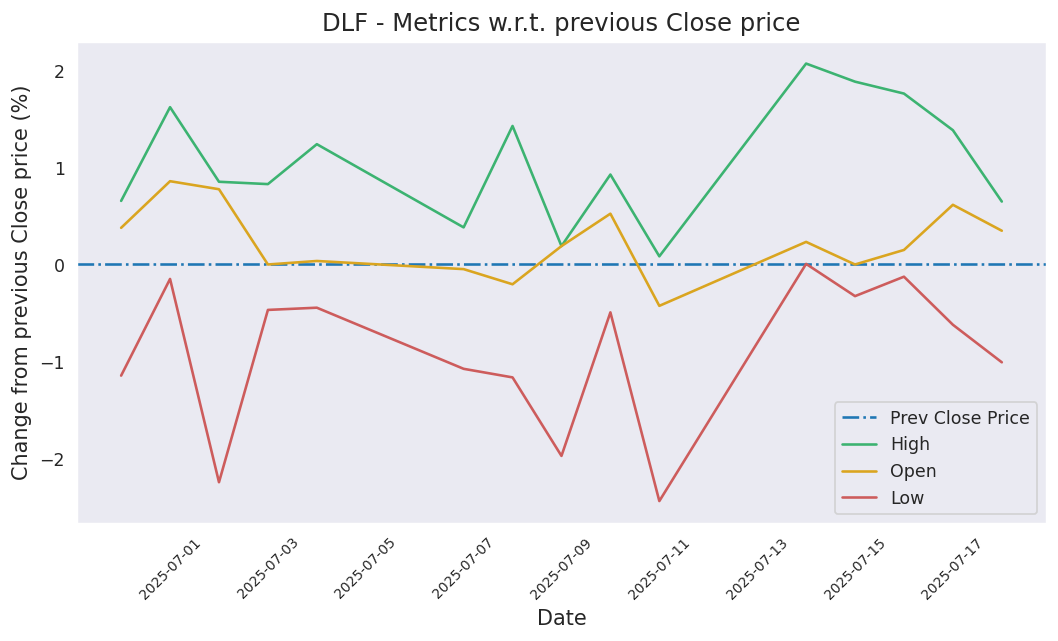 DLF - Metrics w.r.t. previous Close price
Change from previous Close price (%)
2
1
0
−1
−2
Prev Close Price
High
Open
Low
2025-07-01
2025-07-03
2025-07-05
2025-07-07
2025-07-09
2025-07-11
2025-07-13
2025-07-15
2025-07-17
Date